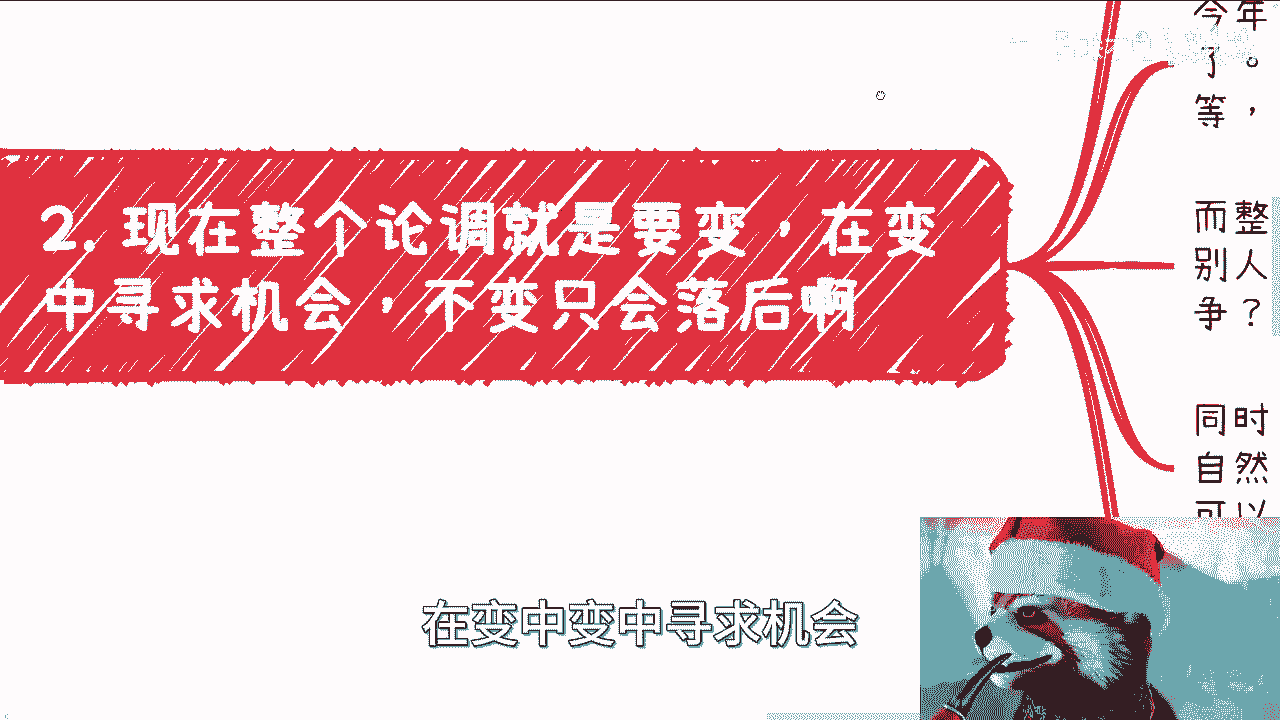 今年
了。
等，
2. 现在整个论调就是要变，在变
中寻求机会，不变只会落后啊
而整
别人
争？
同时
自然
可以
在变中变中寻求机会